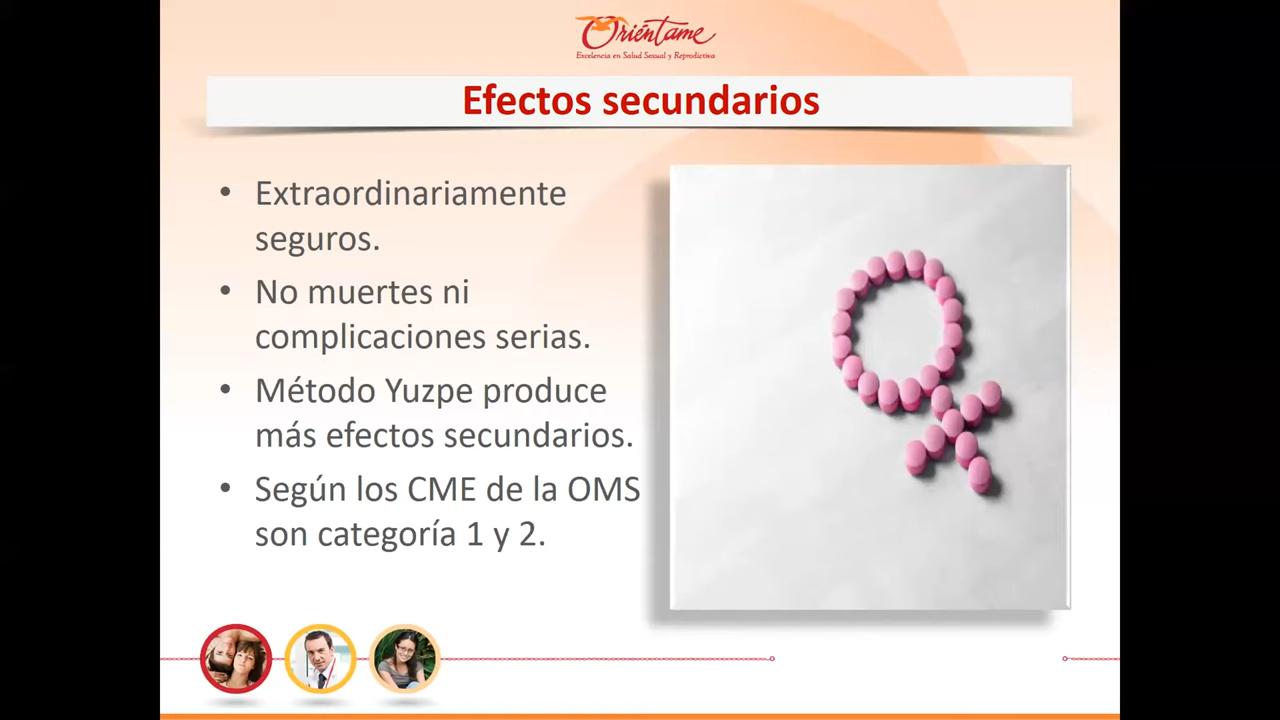 Oriéntame
Excelencia en Salud Sexual y Reproductiva
Efectos secundarios
• Extraordinariamente
seguros.
• No muertes ni
complicaciones serias.
• Método Yuzpe produce
más efectos secundarios.
• Según los CME de la OMS
son categoría 1 y 2.